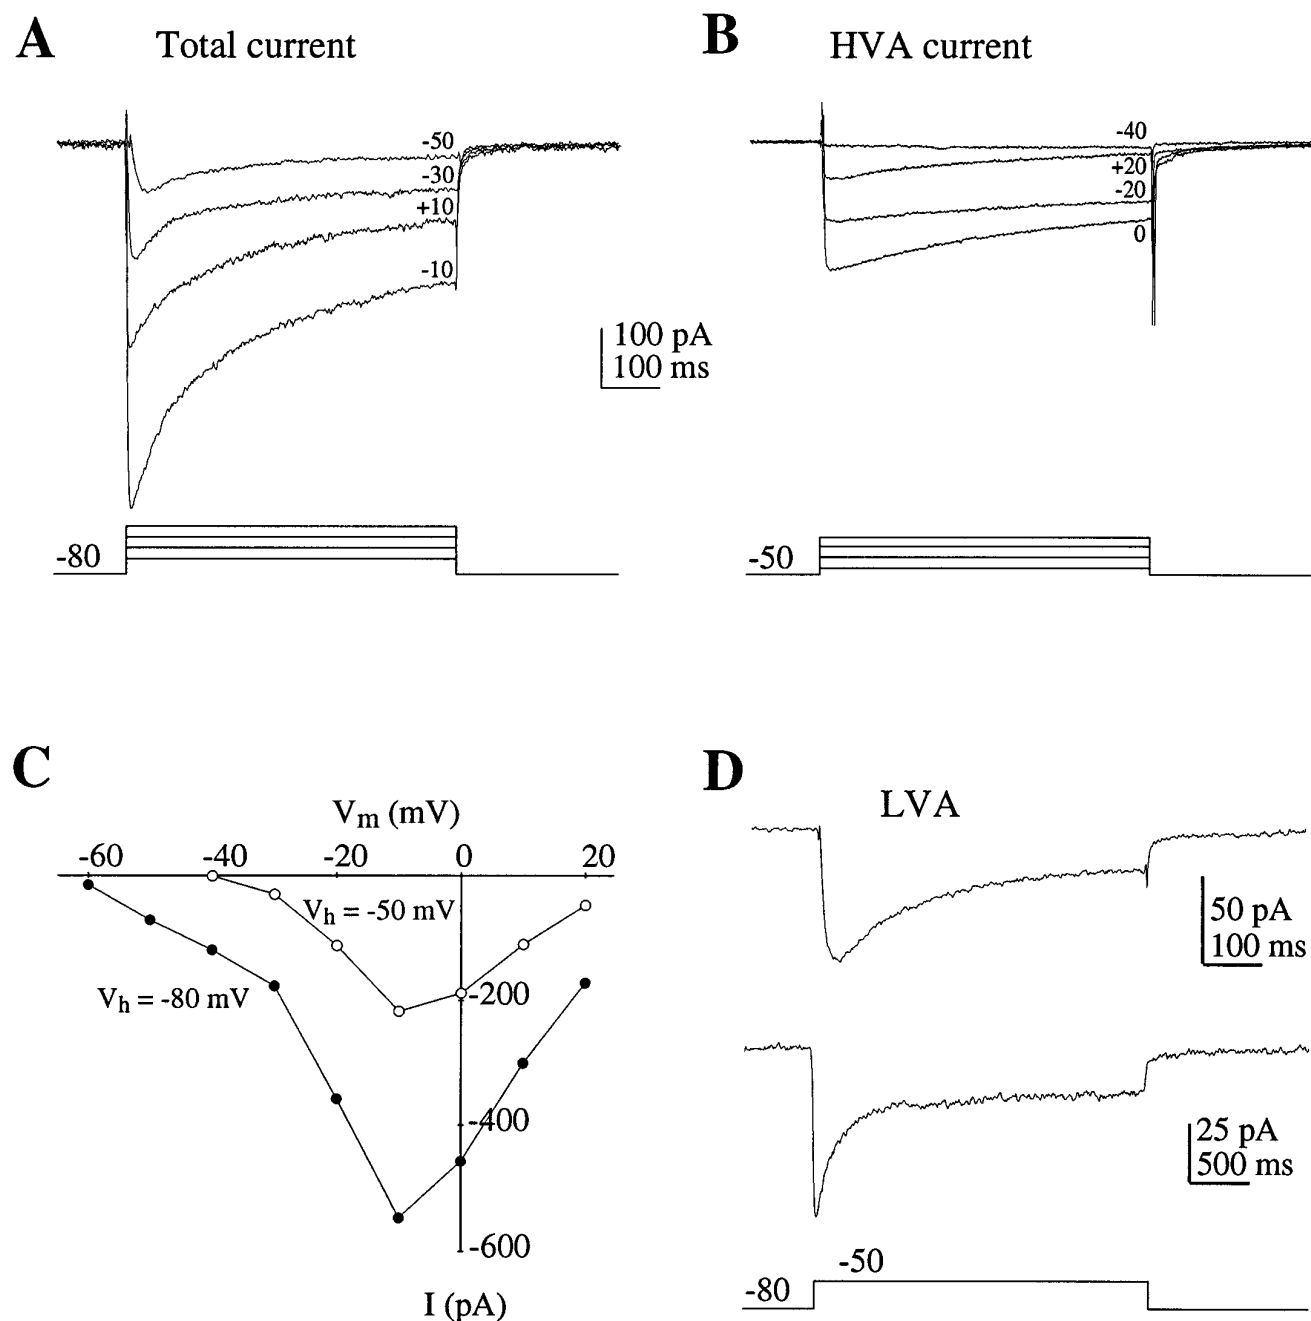 A
Total current
-50
-30
+10
-10
100 pA
100 ms
-80
B
HVA current
-40
+20
-20
0
-50
C
Vm (mV)
-60 -40 -20 0 20
Vh = -50 mV
Vh = -80 mV
-200
-400
-600
I (pA)
D
LVA
50 pA
100 ms
25 pA
500 ms
-50
-80